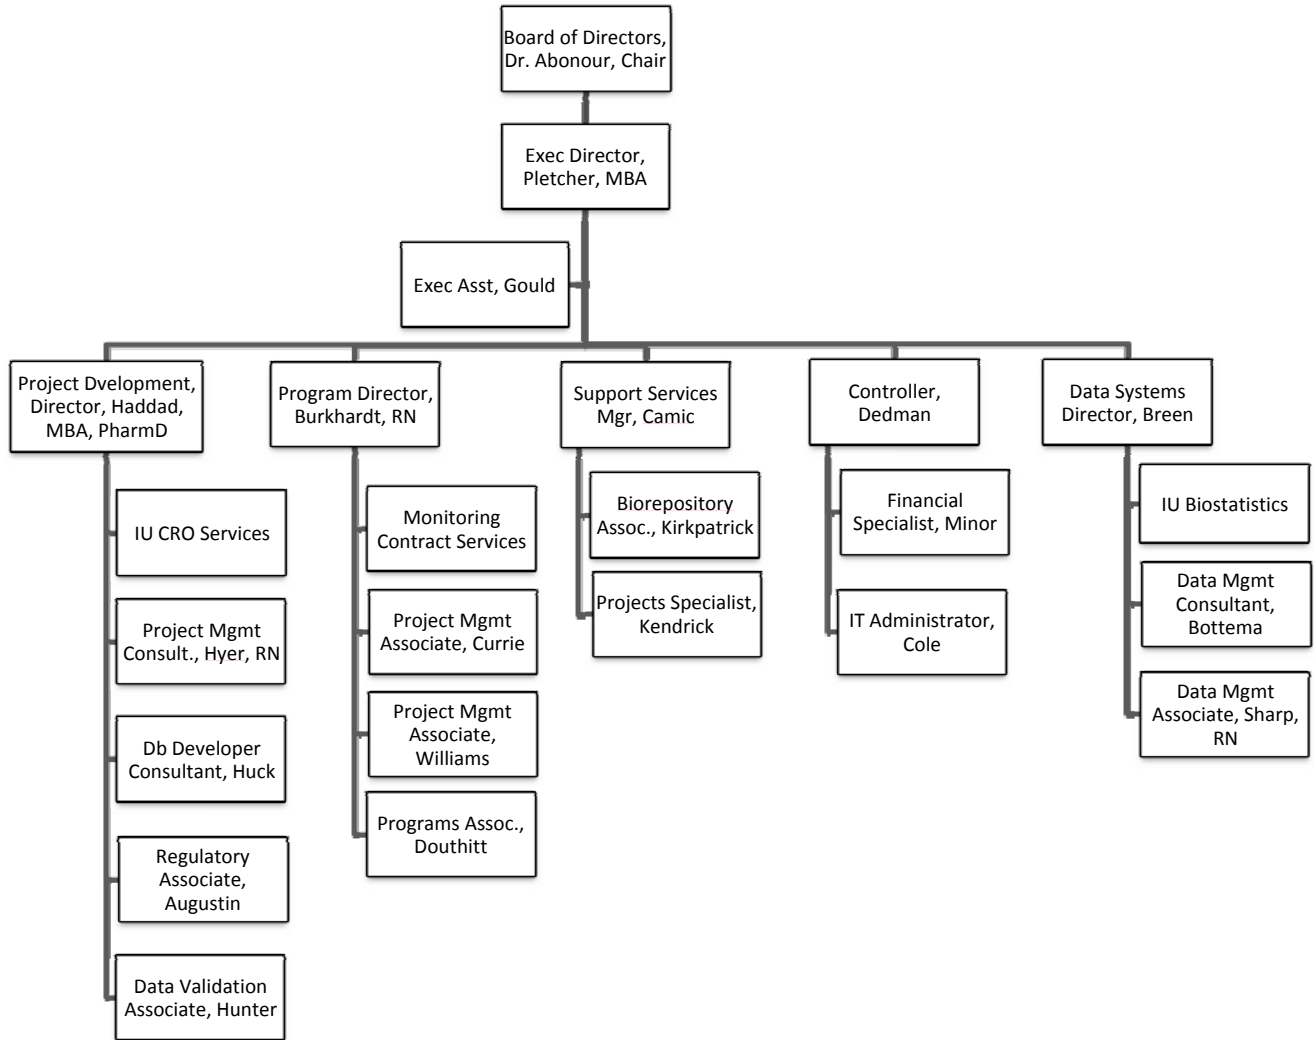 Board of Directors,
Dr. Abonour, Chair
Exec Director,
Pletcher, MBA
Exec Asst, Gould
Project Dvelopment,
Director, Haddad,
MBA, PharmD
Program Director,
Burkhardt, RN
Support Services
Mgr, Camic
Controller,
Dedman
Data Systems
Director, Breen
IU CRO Services
Project Mgmt
Consult., Hyer, RN
Db Developer
Consultant, Huck
Regulatory
Associate,
Augustin
Data Validation
Associate, Hunter
Monitoring
Contract Services
Project Mgmt
Associate, Currie
Project Mgmt
Associate,
Williams
Programs Assoc.,
Douthitt
Biorepository
Assoc., Kirkpatrick
Projects Specialist,
Kendrick
Financial
Specialist, Minor
IT Administrator,
Cole
IU Biostatistics
Data Mgmt
Consultant,
Bottema
Data Mgmt
Associate, Sharp,
RN